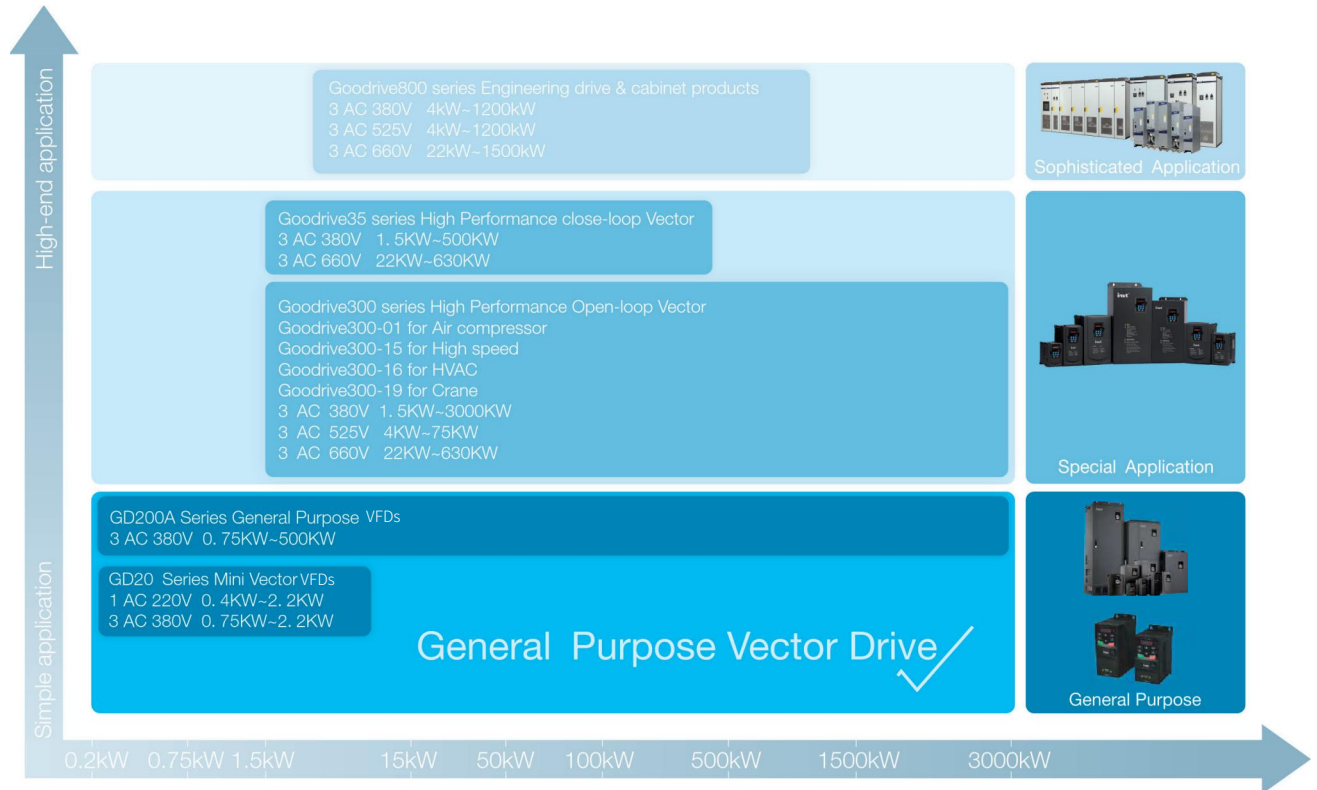 High-end application
Goodrive800 series Engineering drive & cabinet products
3 AC 380V 4kW~1200kW
3 AC 525V 4kW~1200kW
3 AC 660V 22kW~1500kW
Sophisticated Application
Goodrive35 series High Performance close-loop Vector
3 AC 380V 1. 5KW~500KW
3 AC 660V 22KW~630KW
Goodrive300 series High Performance Open-loop Vector
Goodrive300-01 for Air compressor
Goodrive300-15 for High speed
Goodrive300-16 for HVAC
Goodrive300-19 for Crane
3 AC 380V 1. 5KW~3000KW
3 AC 525V 4KW~75KW
3 AC 660V 22KW~630KW
invt
Special Application
Simple application
GD200A Series General Purpose VFDs
3 AC 380V 0. 75KW~500KW
GD20 Series Mini Vector VFDs
1 AC 220V 0. 4KW~2. 2KW
3 AC 380V 0. 75KW~2. 2KW
General Purpose Vector Drive
General Purpose
0.2kW 0.75kW 1.5kW 15kW 50kW 100kW 500kW 1500kW 3000kW